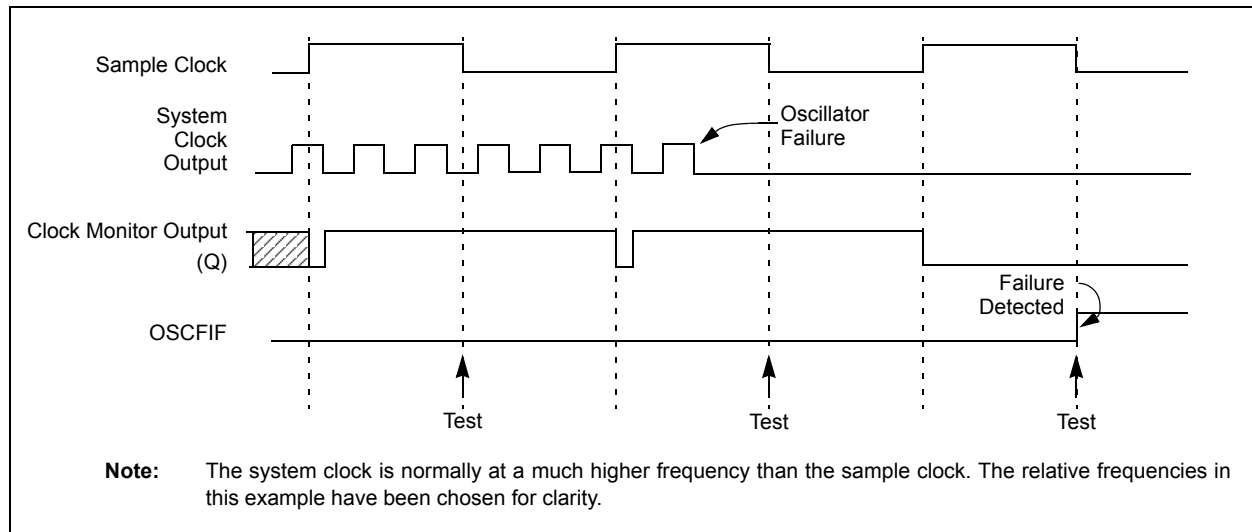 Sample Clock
System
Clock
Output
Oscillator
Failure
Clock Monitor Output
(Q)
Failure
Detected
OSCFIF
Test
Test
Test
Note: The system clock is normally at a much higher frequency than the sample clock. The relative frequencies in
this example have been chosen for clarity.